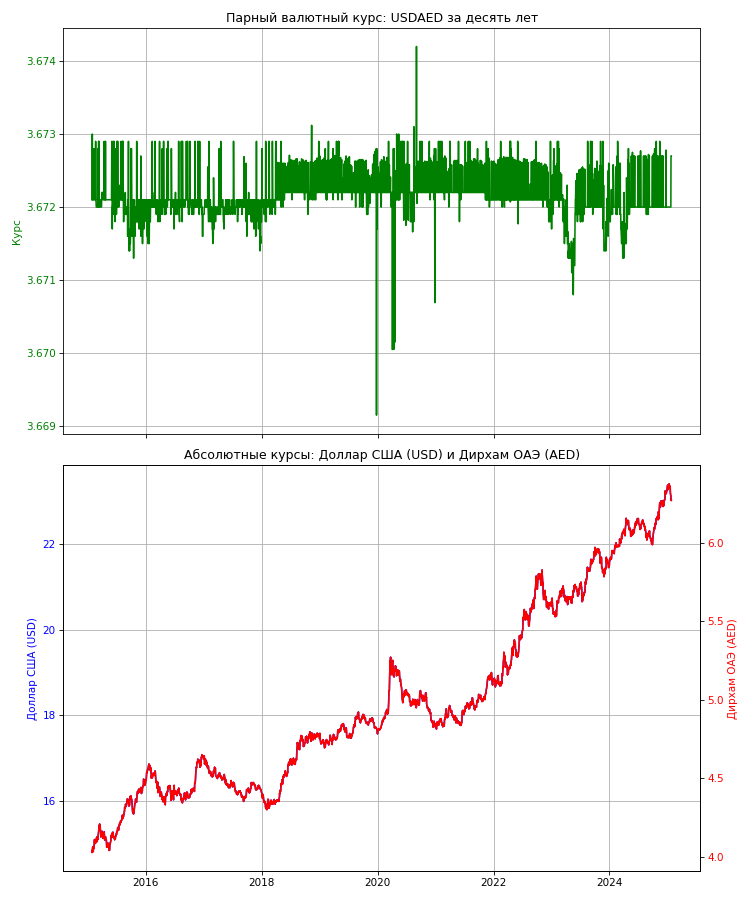 Парный валютный курс: USDAED за десять лет
3.674
3.673
3.672
3.671
3.670
3.669
Курс
Абсолютные курсы: Доллар США (USD) и Дирхам ОАЭ (AED)
22
20
18
16
Доллар США (USD)
6.0
5.5
5.0
4.5
4.0
Дирхам ОАЭ (AED)
2016 2018 2020 2022 2024